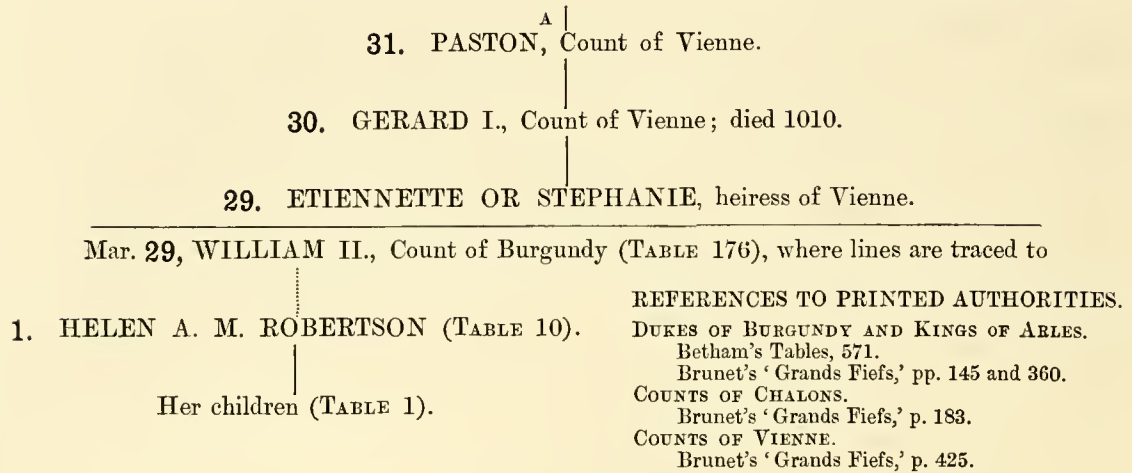 A
31. PASTON, Count of Vienne.
30. GERARD I., Count of Vienne; died 1010.
29. ETIENNETTE OR STEPHANIE, heiress of Vienne.
Mar. 29, WILLIAM II., Count of Burgundy (TABLE 176), where lines are traced to
1. HELEN A. M. ROBERTSON (TABLE 10).
Her children (TABLE 1).
REFERENCES TO PRINTED AUTHORITIES.
DUKES OF BURGUNDY AND KINGS OF ARLES.
Betham's Tables, 571.
Brunet's ‘Grands Fiefs,’ pp. 145 and 360.
COUNTS OF CHALONS.
Brunet's ‘Grands Fiefs,’ p. 183.
COUNTS OF VIENNE.
Brunet's ‘Grands Fiefs,’ p. 425.